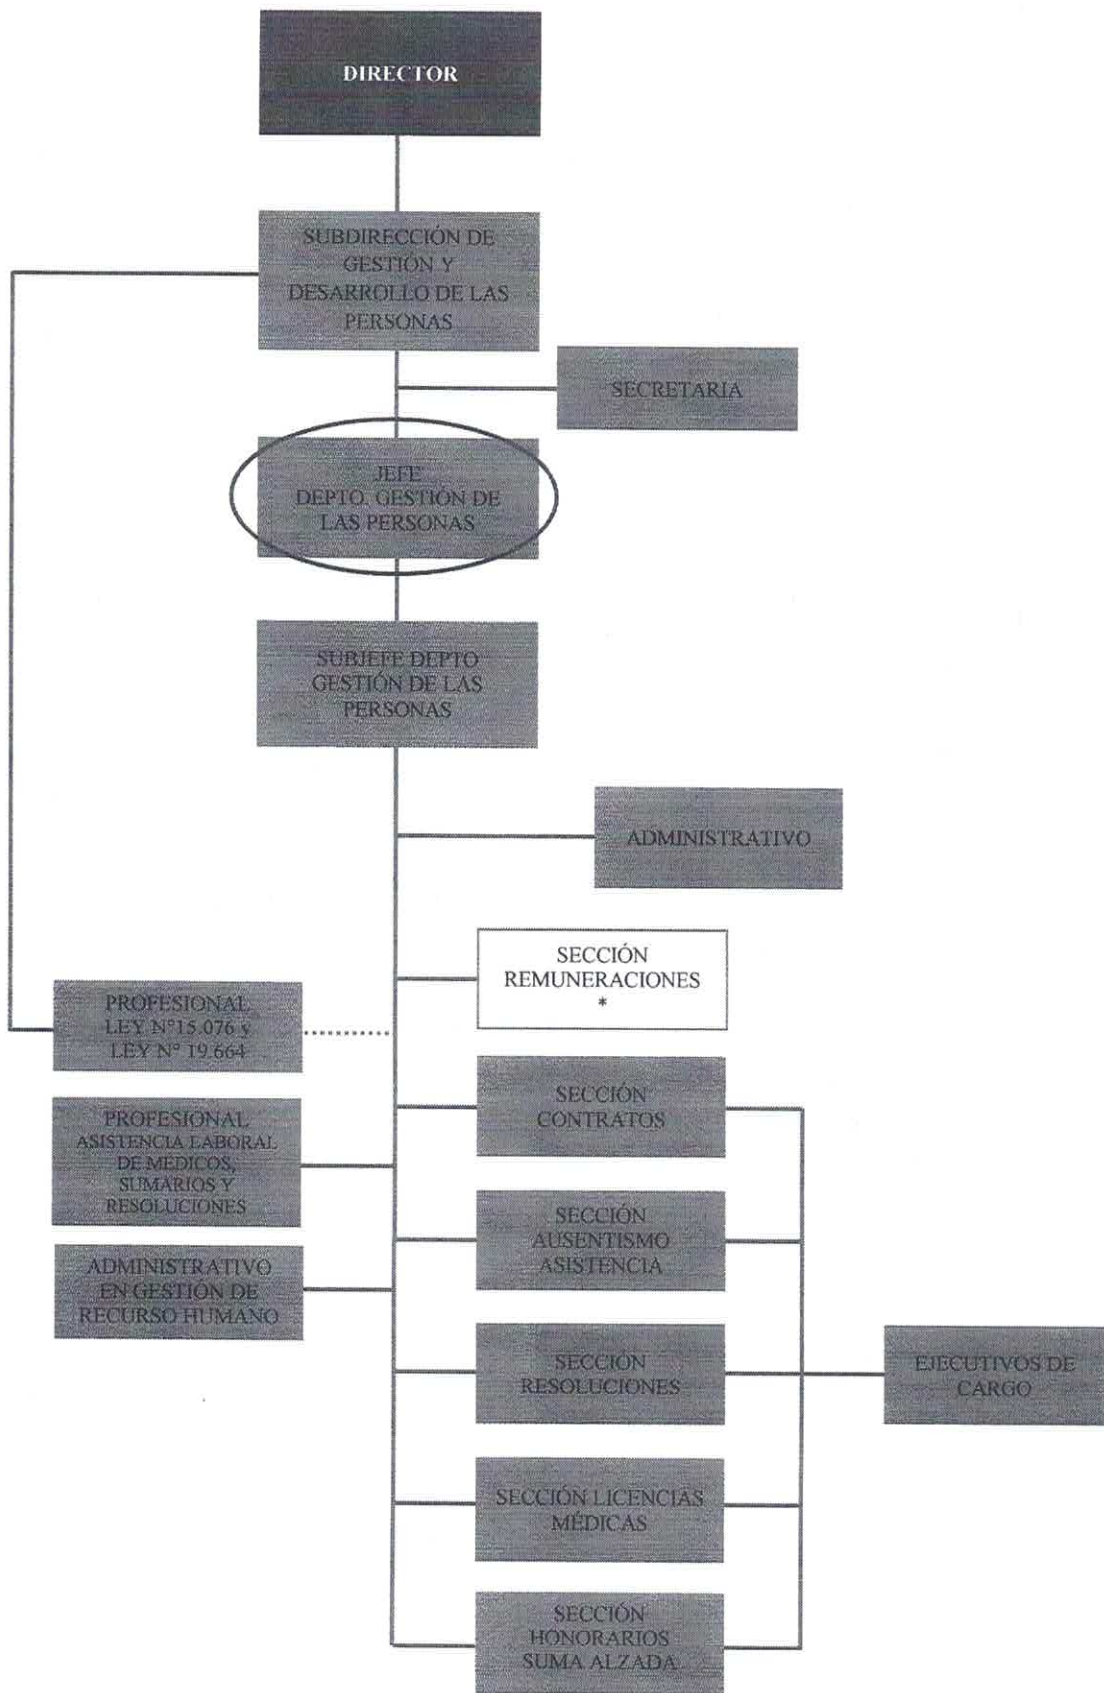 DIRECTOR
SUBDIRECCIÓN DE
GESTIÓN Y
DESARROLLO DE LAS
PERSONAS
SECRETARIA
JEFE
DEPTO. GESTIÓN DE
LAS PERSONAS
SUBJEFE DEPTO
GESTIÓN DE LAS
PERSONAS
ADMINISTRATIVO
SECCIÓN
REMUNERACIONES
*
PROFESIONAL
LEY N°15.076 y
LEY N° 19.664
SECCIÓN
CONTRATOS
PROFESIONAL
ASISTENCIA LABORAL
DE MEDICOS,
SUMARIOS Y
RESOLUCIONES
SECCIÓN
AUSENTISMO
ASISTENCIA
ADMINISTRATIVO
EN GESTIÓN DE
RECURSO HUMANO
SECCIÓN
RESOLUCIONES
EJECUTIVOS DE
CARGO
SECCIÓN LICENCIAS
MÉDICAS
SECCIÓN
HONORARIOS
SUMA ALZADA